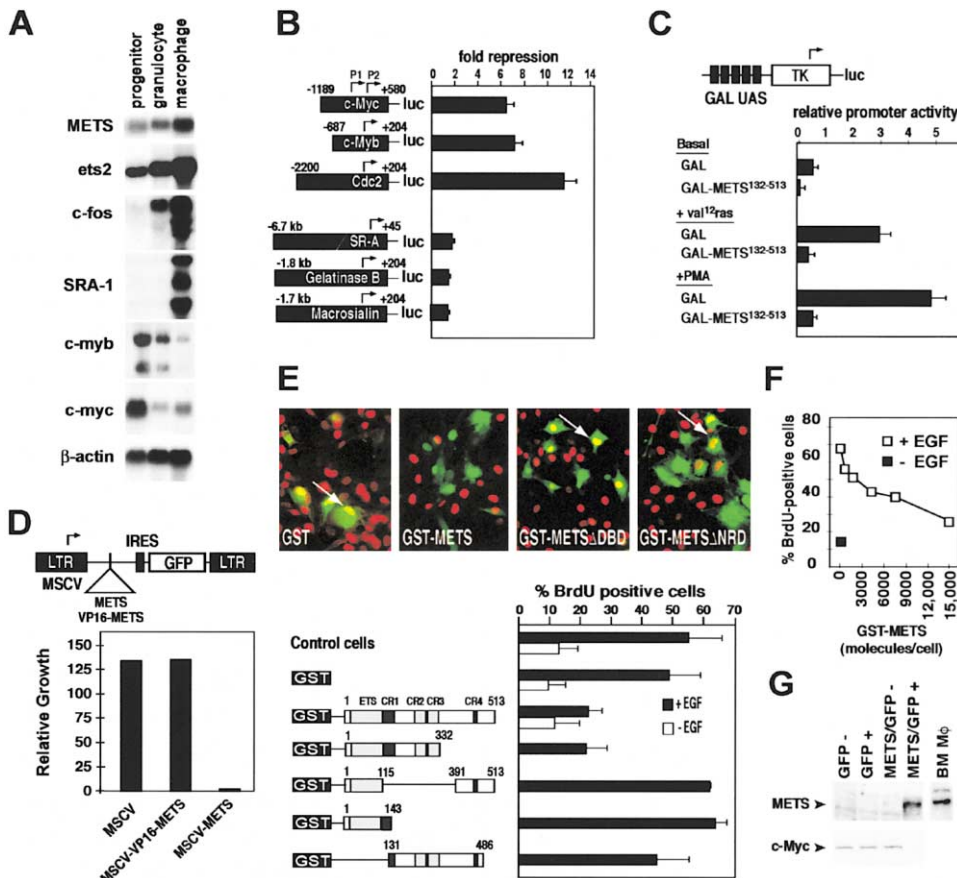 A
progenitor
granulocyte
macrophage
METS
ets2
c-fos
SRA-1
c-myb
c-myc
β-actin
B
fold repression
0 2 4 6 8 10 12 14
P1 P2
-1189 +580
c-Myc luc
-687 +204
c-Myb luc
-2200 +204
Cdc2 luc
-6.7 kb +45
SR-A luc
-1.8 kb +204
Gelatinase B luc
-1.7 kb +204
Macrosialin luc
C
TK luc
GAL UAS
relative promoter activity
0 1 2 3 4 5
Basal
GAL
GAL-METS132-513
+ val12ras
GAL
GAL-METS132-513
+PMA
GAL
GAL-METS132-513
D
IRES
LTR GFP LTR
MSCV
METS
VP16-METS
Relative Growth
150
125
100
75
50
25
0
MSCV
MSCV-VP16-METS
MSCV-METS
E
GST
GST-METS
GST-METSΔDBD
GST-METSΔNRD
% BrdU positive cells
0 10 20 30 40 50 60 70
Control cells
GST
1 ETS CR1 CR2 CR3 CR4 513
GST
1 332
GST
1 115 391 513
GST
1 143
GST
131 486
GST
+ EGF
- EGF
F
% BrdU-positive cells
80
60
40
20
0
+ EGF
- EGF
0
3000
6000
9000
12,000
15,000
GST-METS
(molecules/cell)
G
GFP -
GFP +
METS/GFP -
METS/GFP +
BM Mϕ
METS
c-Myc